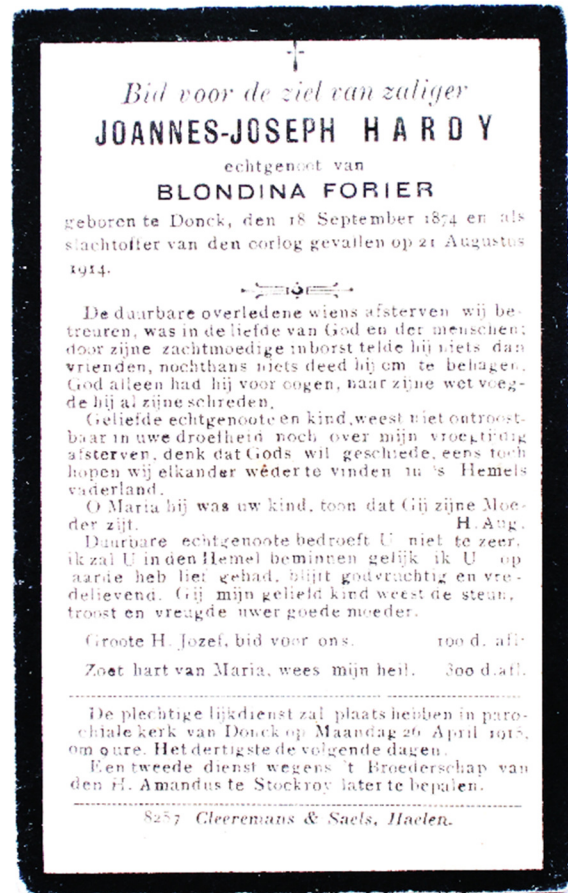 Bid voor de ziel van zaliger
JOANNES-JOSEPH HARDY
echtgenoot van
BLONDINA FORIER
geboren te Donck, den 18 September 1874 en als
slachtoffer van den oorlog gevallen op 21 Augustus
1914.
De duurbare overledene wiens afsterven wij be-
treuren, was in de liefde van God en der menschen;
door zijne zachtmoedige inborst telde hij niets dan
vrienden, nochthans niets deed hij om te behagen.
God alleen had hij voor oogen, naar zijne wet voeg-
de hij al zijne schreden.
Geliefde echtgenoote en kind, weest niet ontroost-
baar in uwe droefheid noch over mijn vroegtijdig
afsterven, denk dat Gods wil geschiede, eens toch
hopen wij elkander wêder te vinden in 's Hemels
vaderland.
O Maria hij was uw kind, toon dat Gij zijne Moe-
der zijt. H. Aug.
Duurbare echtgenoote bedroeft U niet te zeer,
ik zal U in den Hemel beminnen gelijk ik U op
aarde heb lief gehad, blijft godvruchtig en vre-
delievend. Gij mijn geliefd kind weest de steun,
troost en vreugde uwer goede moeder.
Groote H. Jozef, bid voor ons. 100 d. afl.
Zoet hart van Maria, wees mijn heil. 300 d. afl.
De plechtige lijkdienst zal plaats hebben in paro-
chiale kerk van Donck op Maandag 26 April 1915,
om 9 ure. Het dertigste de volgende dagen.
Een tweede dienst wegens 't Broederschap van
den H. Amandus te Stockroy later te bepalen.
8257 Cleeremans & Saels, Haelen.